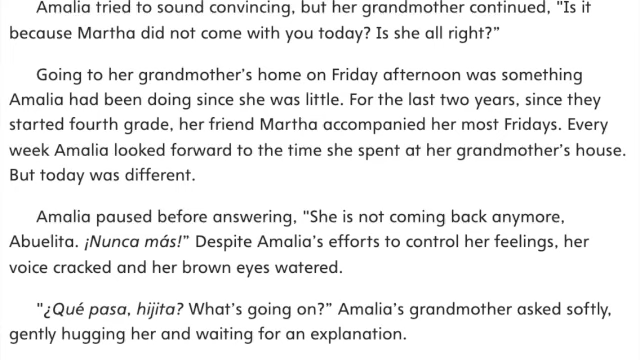 Amalia tried to sound convincing, but her grandmother continued, "Is it
because Martha did not come with you today? Is she all right?”
Going to her grandmother’s home on Friday afternoon was something
Amalia had been doing since she was little. For the last two years, since they
started fourth grade, her friend Martha accompanied her most Fridays. Every
week Amalia looked forward to the time she spent at her grandmother’s house.
But today was different.
Amalia paused before answering, "She is not coming back anymore,
Abuelita. ¡Nunca más!” Despite Amalia’s efforts to control her feelings, her
voice cracked and her brown eyes watered.
"¿Qué pasa, hijita? What’s going on?” Amalia’s grandmother asked softly,
gently hugging her and waiting for an explanation.